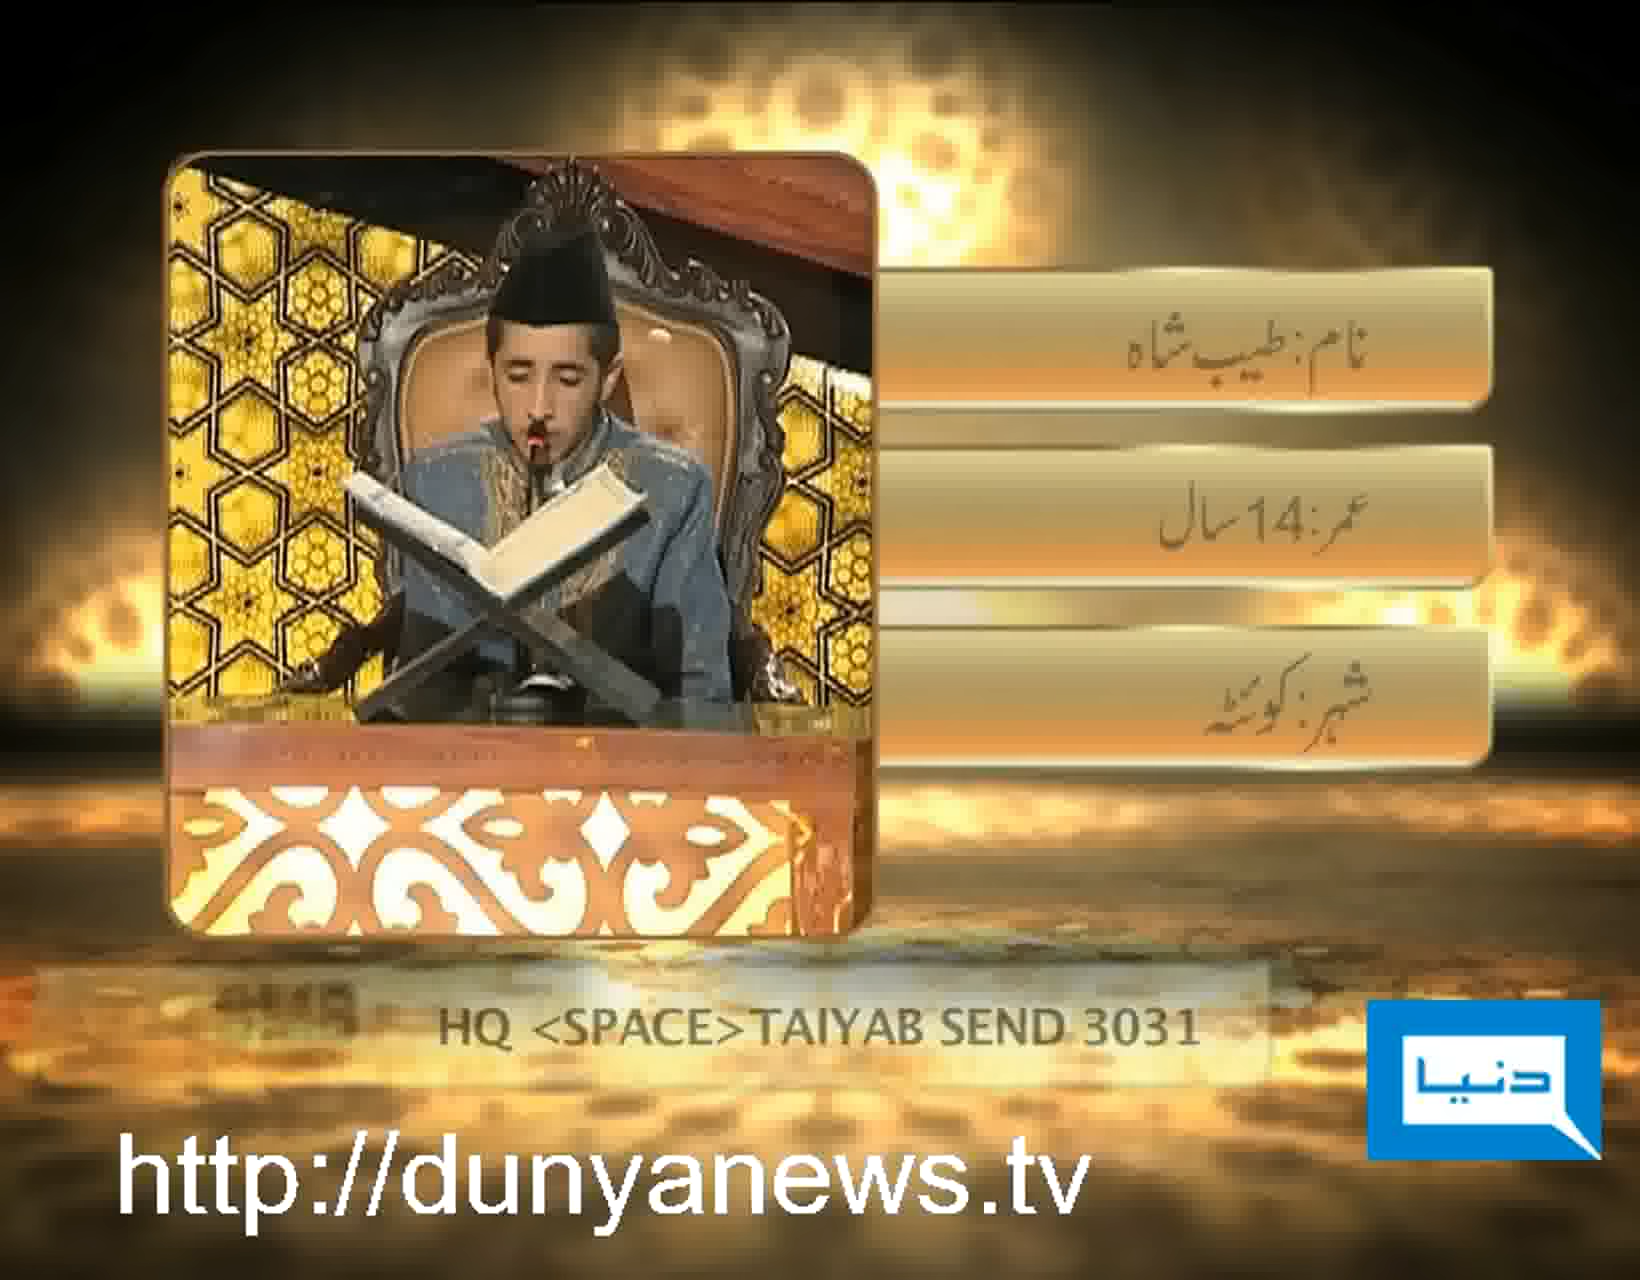 نام:طیب شاہ
عمر:14 سال
شہر:کوئٹہ
HQ <SPACE>TAIYAB SEND 3031
دنیا
http://dunyanews.tv